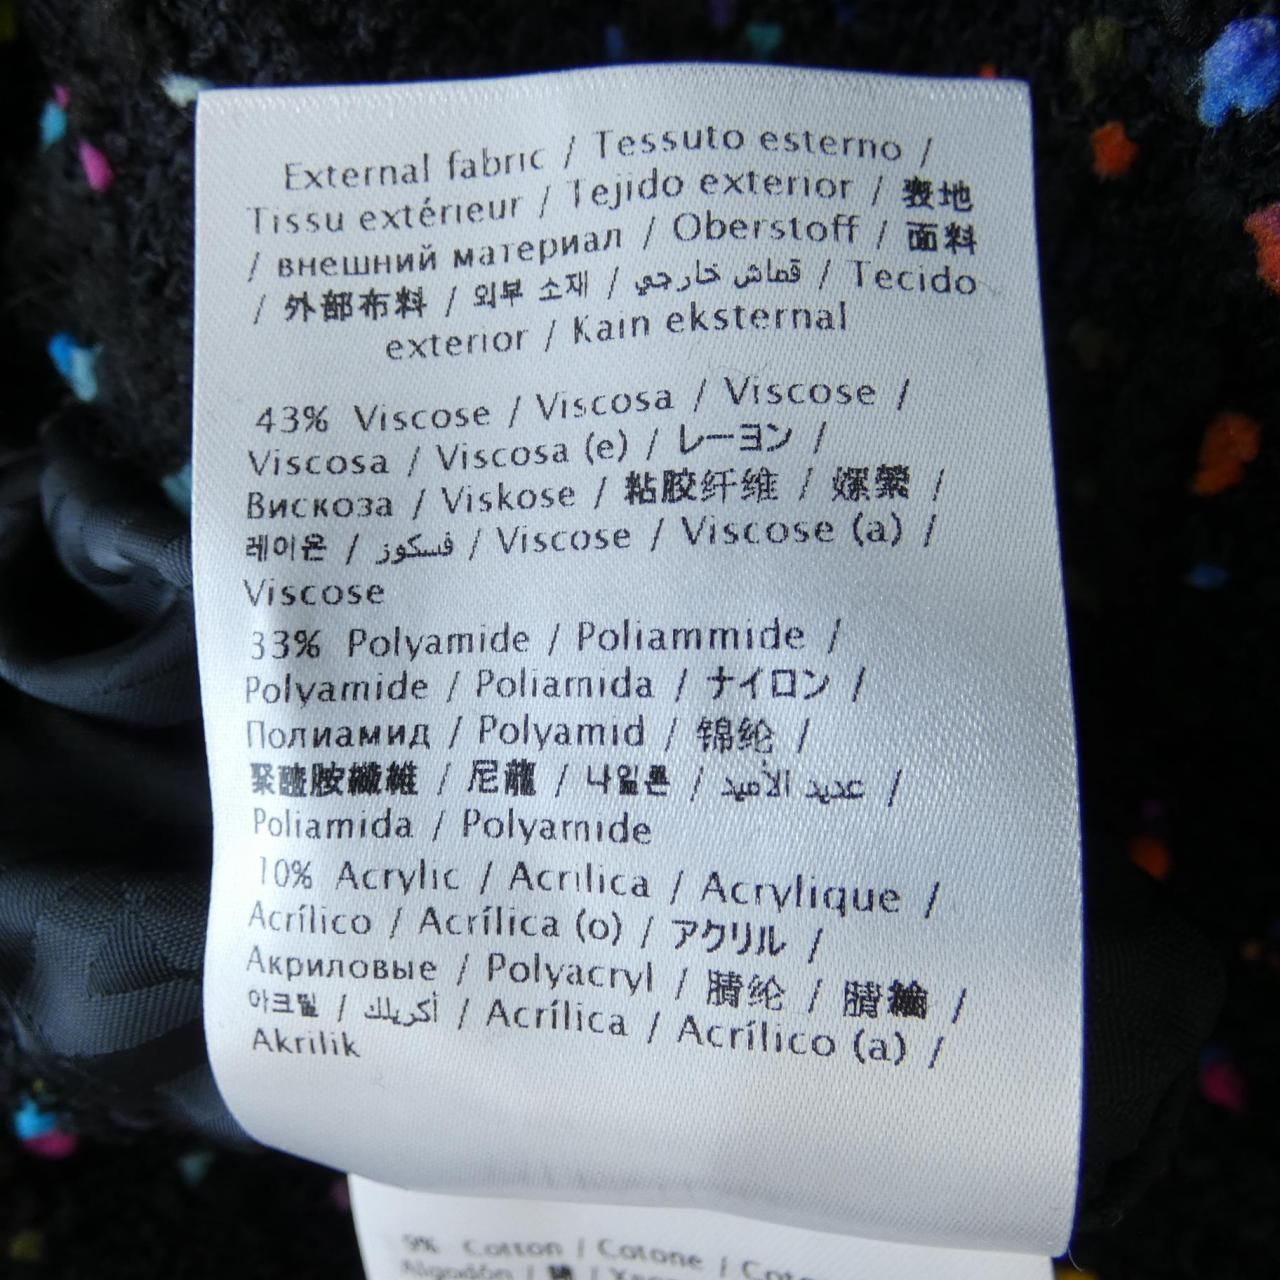 External fabric / Tessuto esterno /
Tissu extérieur / Tejido exterior / 表地
/ внешний материал / Oberstoff / 面料
/ 外部布料 / 외부 소재 / قماش خارجي / Tecido
exterior / Kain eksternal
43% Viscose / Viscosa / Viscose /
Viscosa / Viscosa (e) / レーヨン /
Вискоза / Viskose / 粘胶纤维 / 嫘縈 /
레이온 / فسكوز / Viscose / Viscose (a) /
Viscose
33% Polyamide / Poliammide /
Polyamide / Poliamida / ナイロン /
Полиамид / Polyamid / 锦纶 /
聚醯胺纖維 / 尼龍 / 나일론 / عديد الأميد /
Poliamida / Polyamide
10% Acrylic / Acrilica / Acrylique /
Acrílico / Acrílica (o) / アクリル /
Акриловые / Polyacryl / 腈纶 / 腈綸 /
아크릴 / أكريلك / Acrílica / Acrílico (a) /
Akrilik
9% Cotton / Cotone /
Algodón /